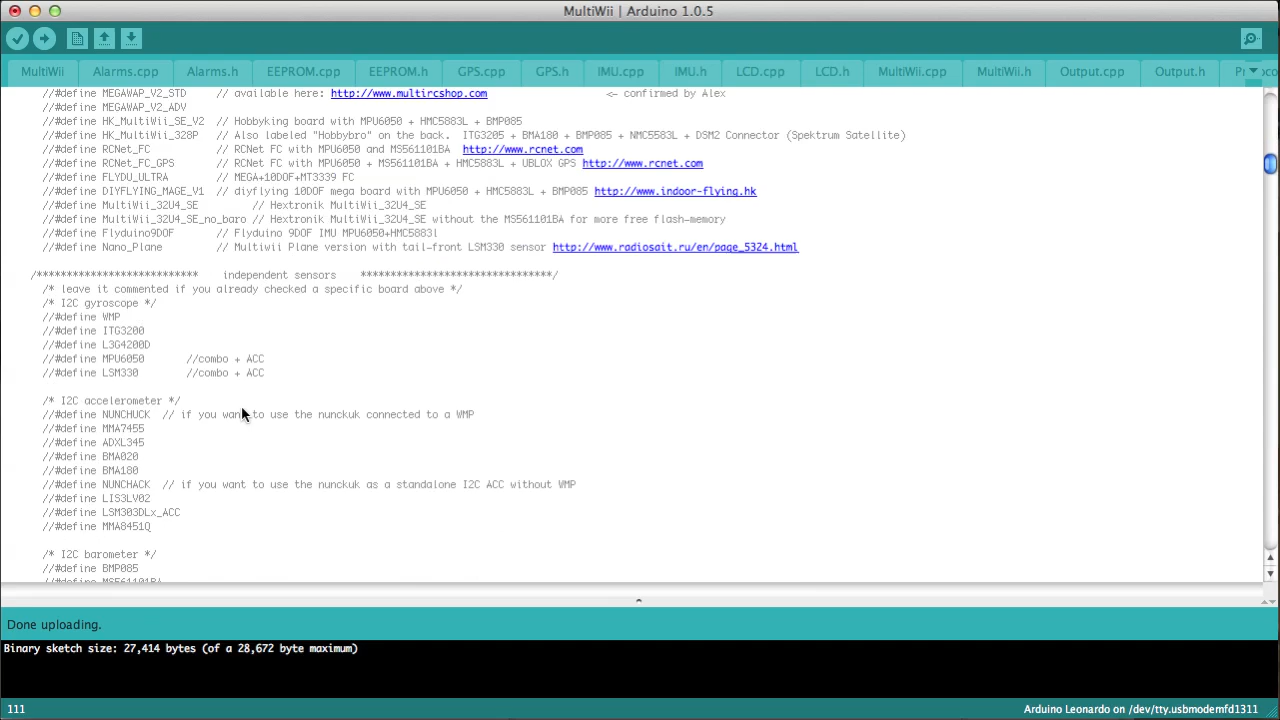 MultiWii | Arduino 1.0.5
MultiWii Alarms.cpp Alarms.h EEPROM.cpp EEPROM.h GPS.cpp GPS.h IMU.cpp IMU.h LCD.cpp LCD.h MultiWii.cpp MultiWii.h Output.cpp Output.h
//#define MEGAWAP_V2_STD // available here: http://www.multircshop.com <- confirmed by Alex
//#define MEGAWAP_V2_ADV
//#define HK_MultiWii_SE_V2 // Hobbyking board with MPU6050 + HMC5883L + BMP085
//#define HK_MultiWii_328P // Also labeled "Hobbybro" on the back. ITG3205 + BMA180 + BMP085 + NMC5583L + DSM2 Connector (Spektrum Satellite)
//#define RCNet_FC // RCNet FC with MPU6050 and MS561101BA http://www.rcnet.com
//#define RCNet_FC_GPS // RCNet FC with MPU6050 + MS561101BA + HMC5883L + UBLOX GPS http://www.rcnet.com
//#define FLYDU_ULTRA // MEGA+10DOF+MT3339 FC
//#define DIYFLYING_MAGE_V1 // diyflying 10DOF mega board with MPU6050 + HMC5883L + BMP085 http://www.indoor-flying.hk
//#define MultiWii_32U4_SE // Hextronik MultiWii_32U4_SE
//#define MultiWii_32U4_SE_no_baro // Hextronik MultiWii_32U4_SE without the MS561101BA for more free flash-memory
//#define Flyduino9DOF // Flyduino 9DOF IMU MPU6050+HMC5883l
//#define Nano_Plane // Multiwii Plane version with tail-front LSM330 sensor http://www.radiosait.ru/en/page_5324.html
/*************************** independent sensors ********************************/
/* leave it commented if you already checked a specific board above */
/* I2C gyroscope */
//#define WMP
//#define ITG3200
//#define L3G4200D
//#define MPU6050 //combo + ACC
//#define LSM330 //combo + ACC
/* I2C accelerometer */
//#define NUNCHUCK // if you want to use the nunckuk connected to a WMP
//#define MMA7455
//#define ADXL345
//#define BMA020
//#define BMA180
//#define NUNCHACK // if you want to use the nunckuk as a standalone I2C ACC without WMP
//#define LIS3LV02
//#define LSM303DLx_ACC
//#define MMA8451Q
/* I2C barometer */
//#define BMP085
//#define MS561101BA
Done uploading.
Binary sketch size: 27,414 bytes (of a 28,672 byte maximum)
111 Arduino Leonardo on /dev/tty.usbmodemfd1311